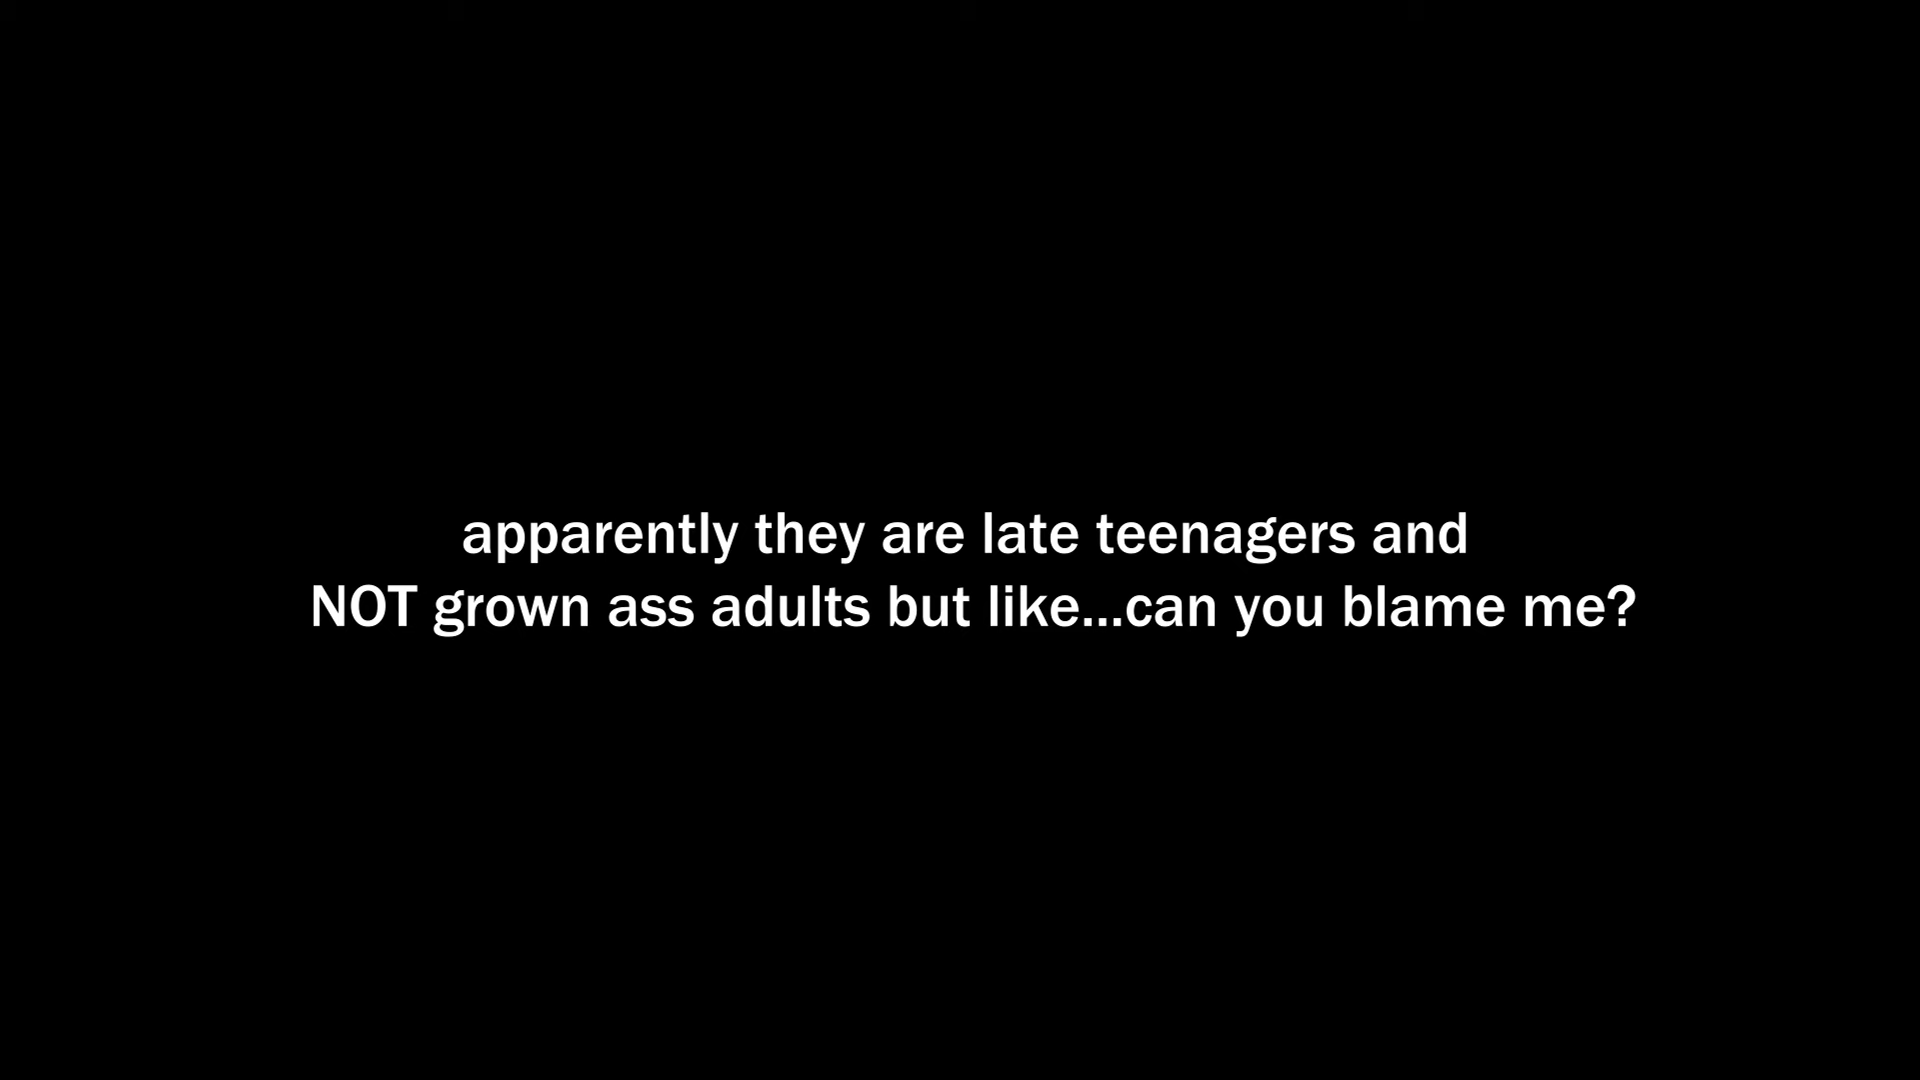 apparently they are late teenagers and
NOT grown ass adults but like...can you blame me?